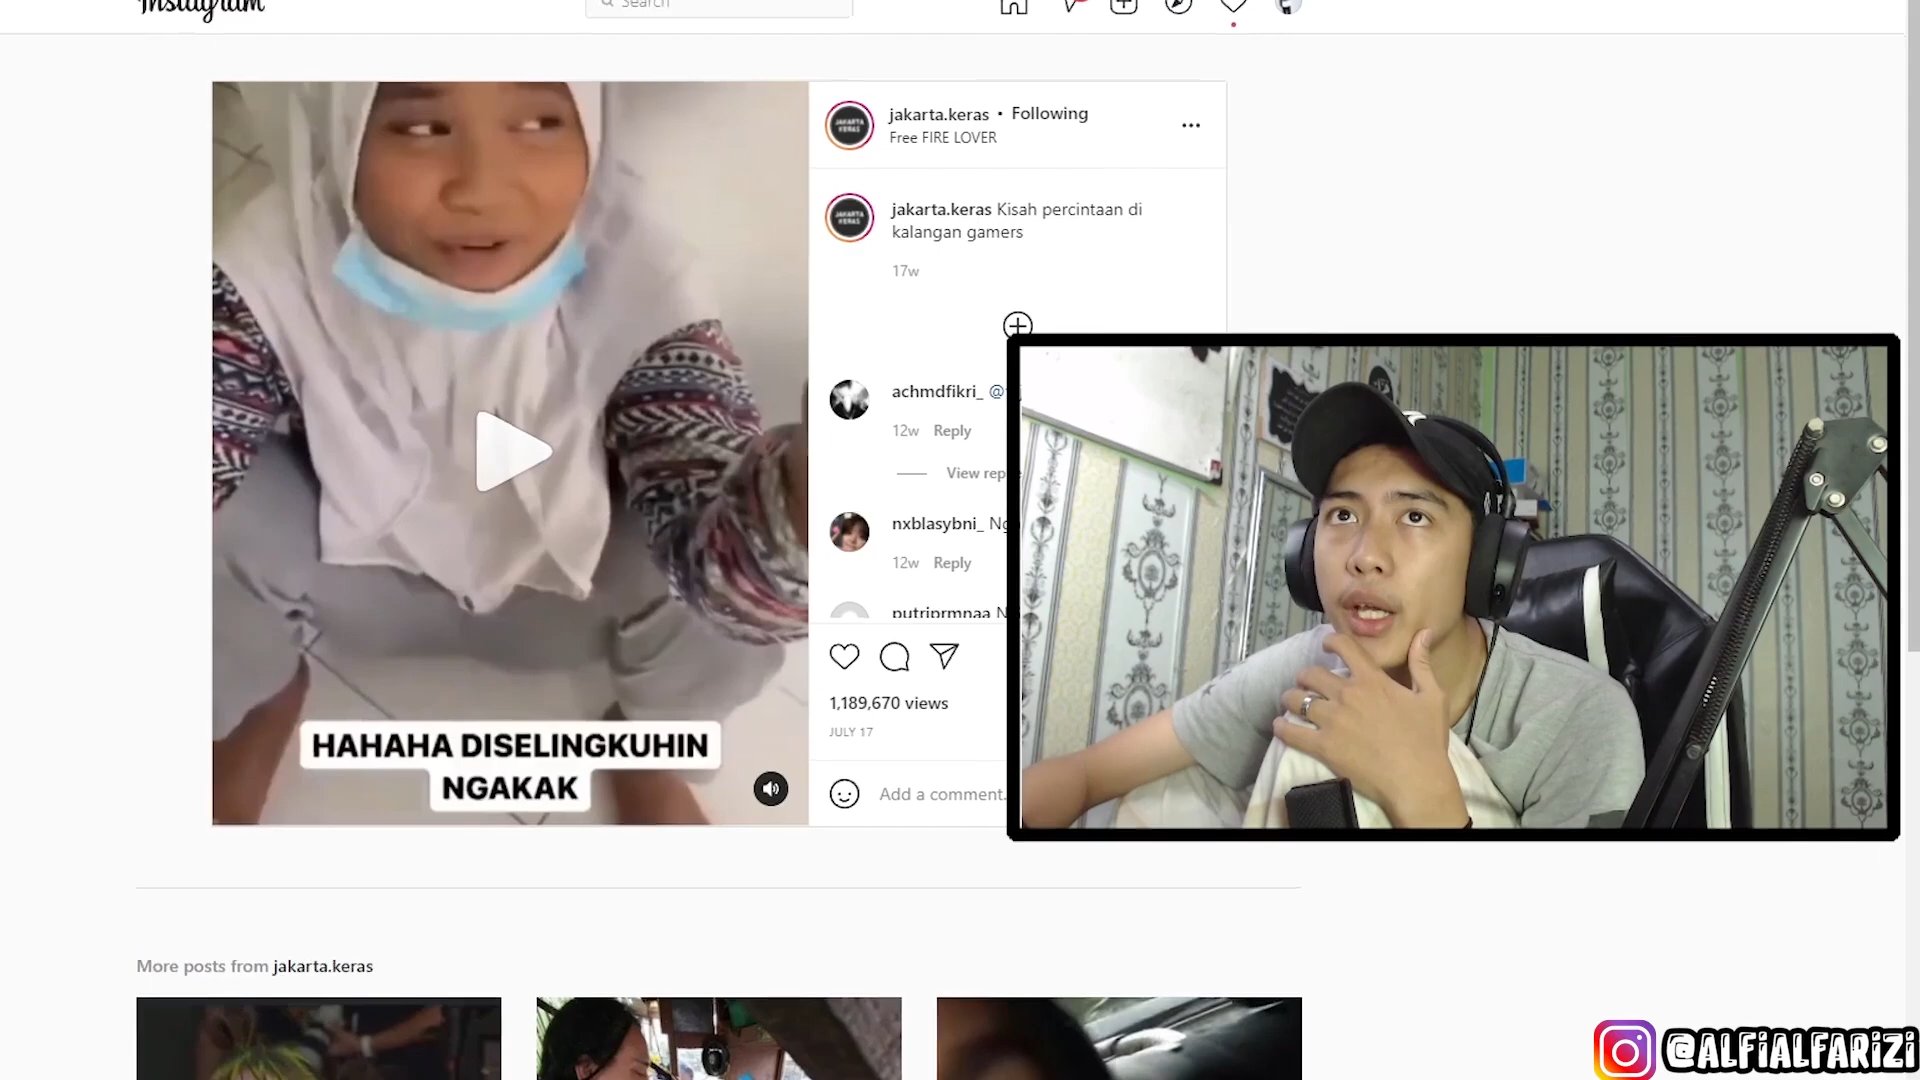 Instagram
Search
jakarta.keras • Following
Free FIRE LOVER
jakarta.keras Kisah percintaan di
kalangan gamers
17w
achmdfikri_
12w Reply
View
nxblasybni_
12w Reply
putriprmnaa
1,189,670 views
JULY 17
Add a comment.
HAHAHA DISELINGKUHIN
NGAKAK
More posts from jakarta.keras
@ALFIALFARIZI